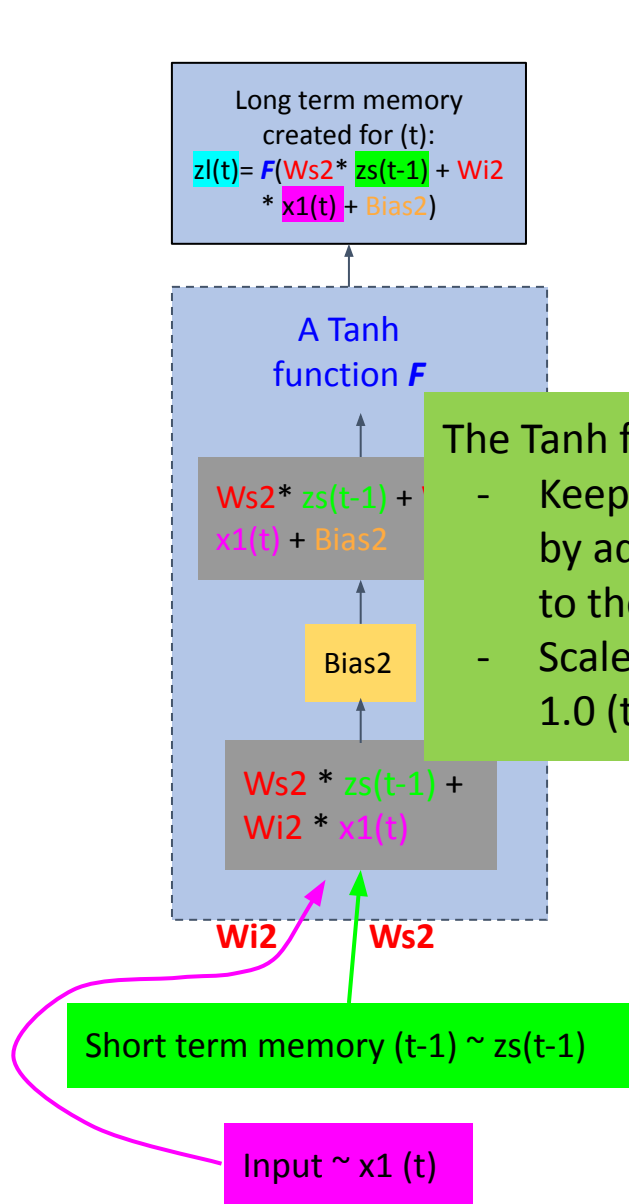 Long term memory
created for (t):
zl(t)= F(Ws2* zs(t-1) + Wi2
* x1(t) + Bias2)
A Tanh
function F
The Tanh
- Keep
by
to
- Scale
1.0
Ws2* zs(t-1) +
x1(t) + Bias2
Bias2
Ws2 * zs(t-1) +
Wi2 * x1(t)
Wi2 Ws2
Short term memory (t-1) ~ zs(t-1)
Input ~ x1 (t)